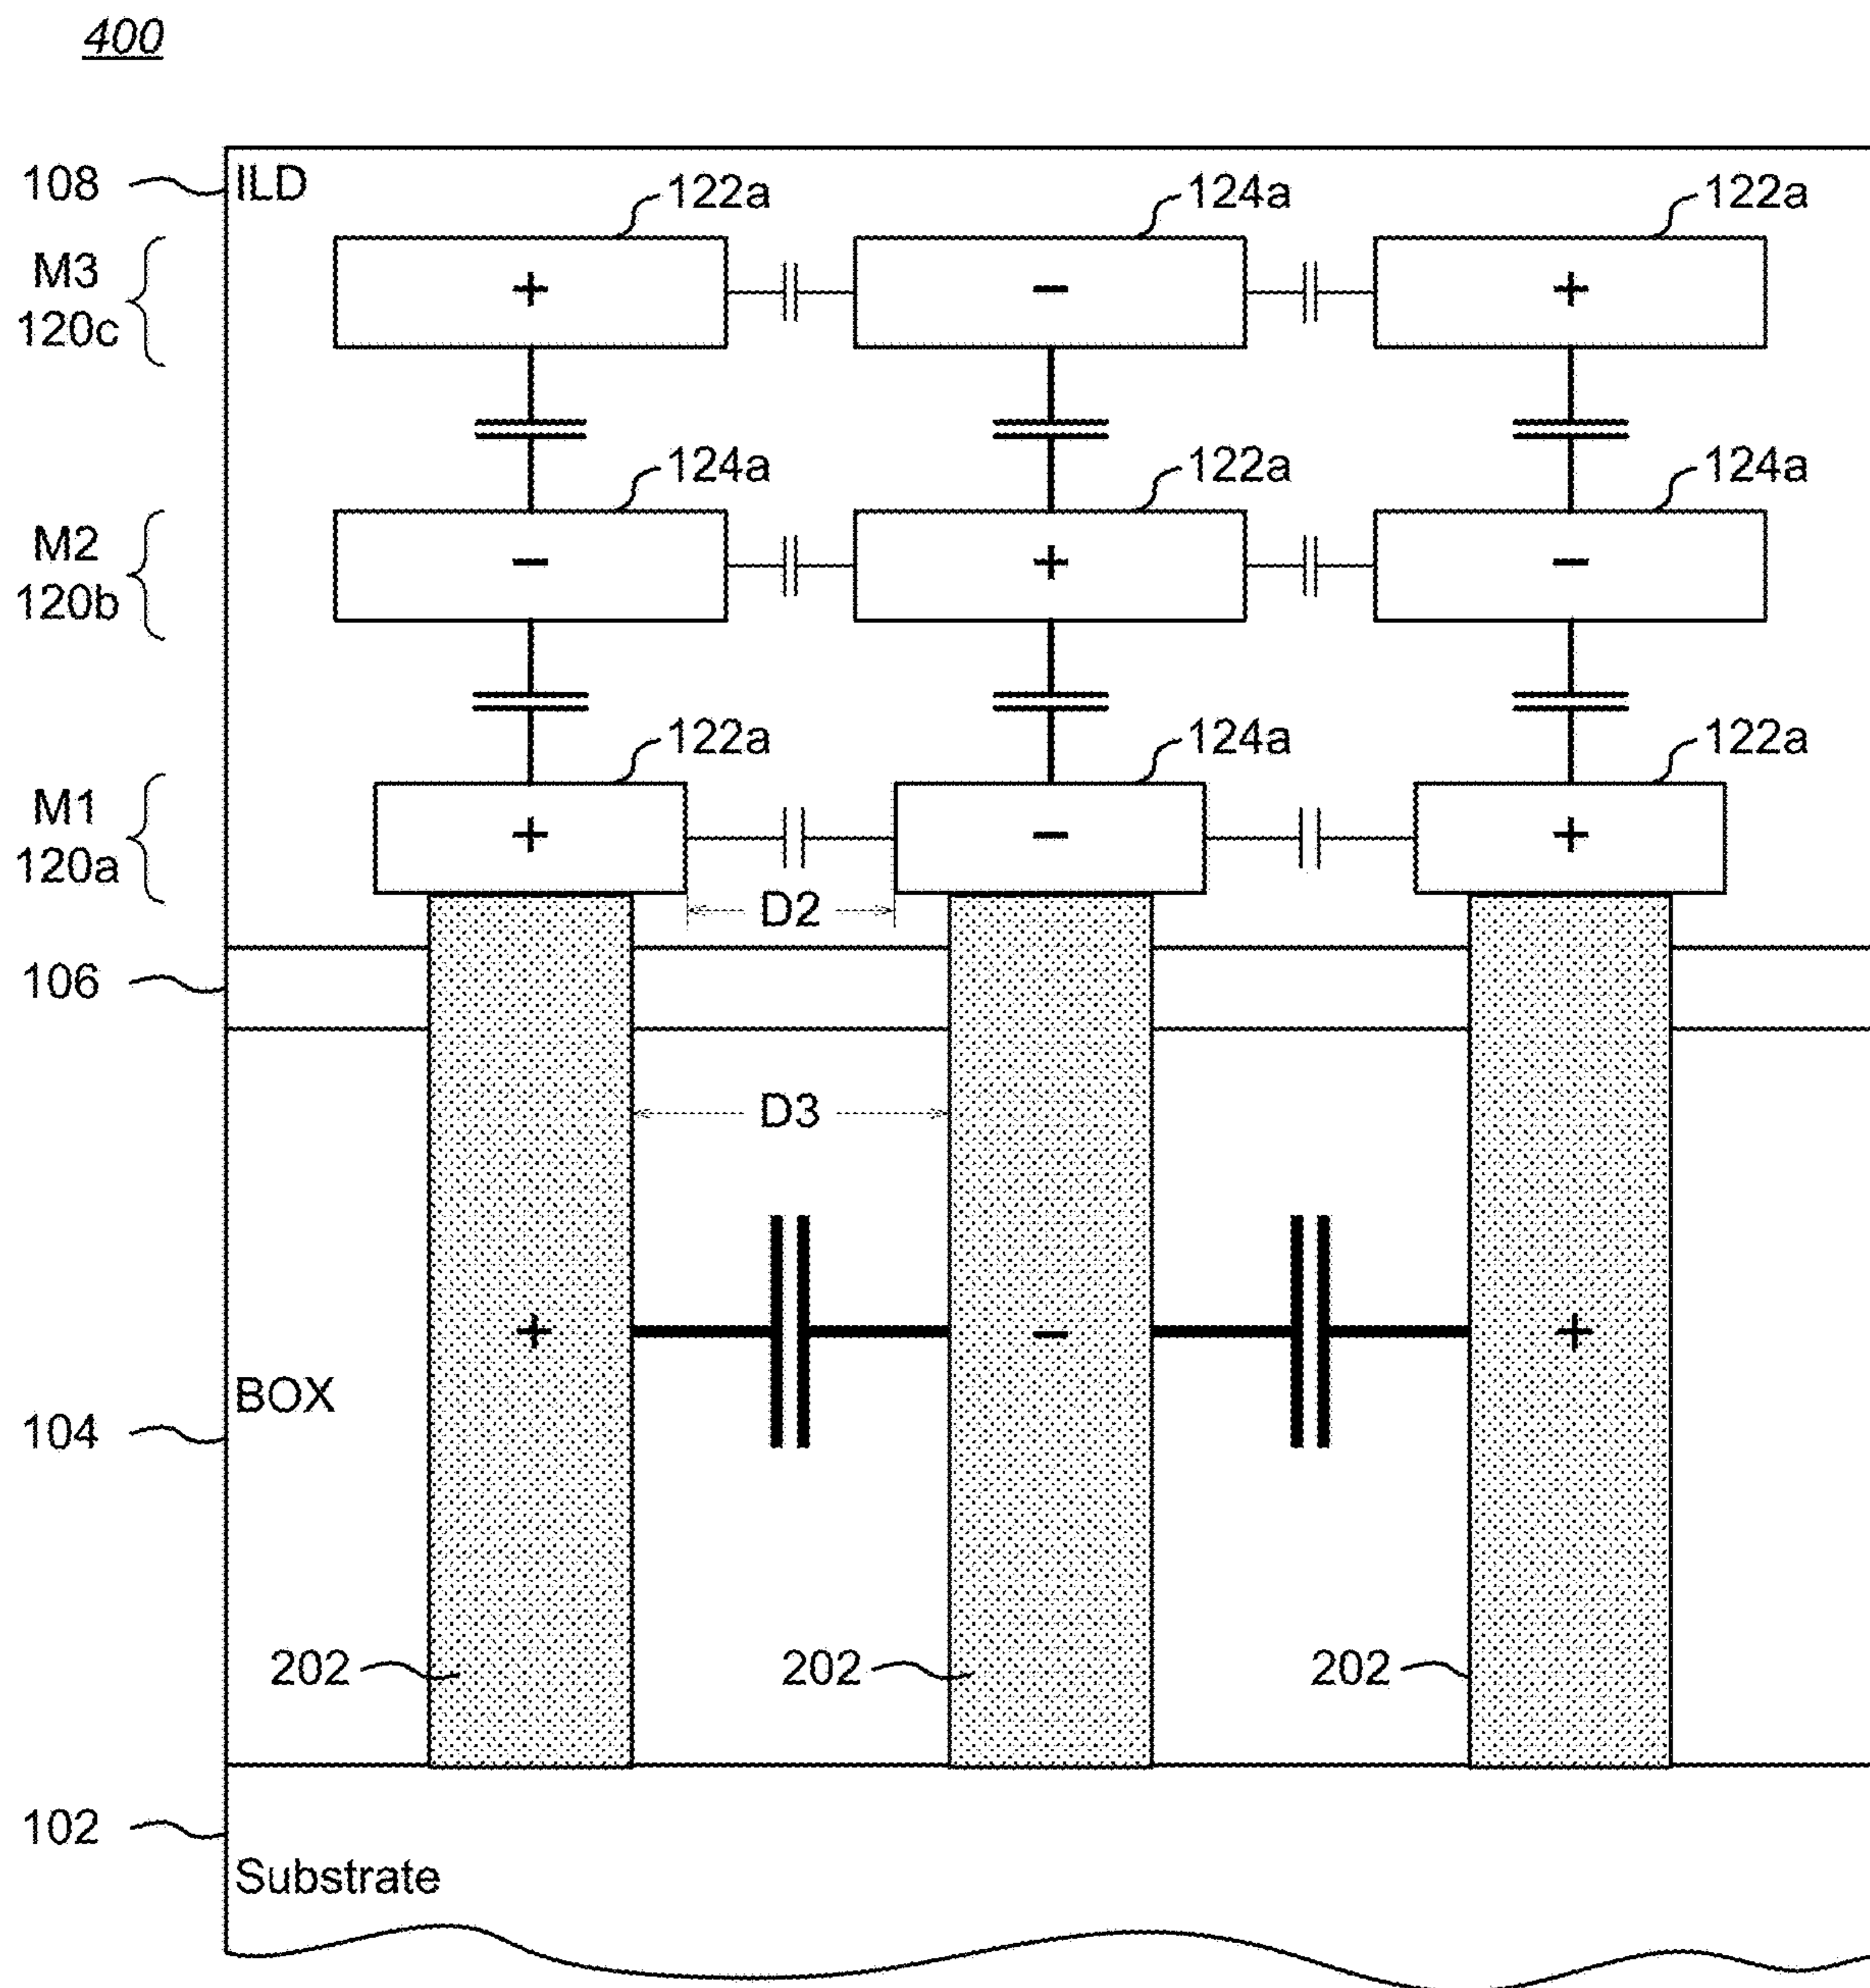 400
108
ILD
122a
124a
122a
M3
120c
+
−
+
124a
122a
124a
M2
120b
−
+
−
122a
124a
122a
M1
120a
+
−
+
D2
106
D3
+
−
+
BOX
104
202
202
202
102
Substrate